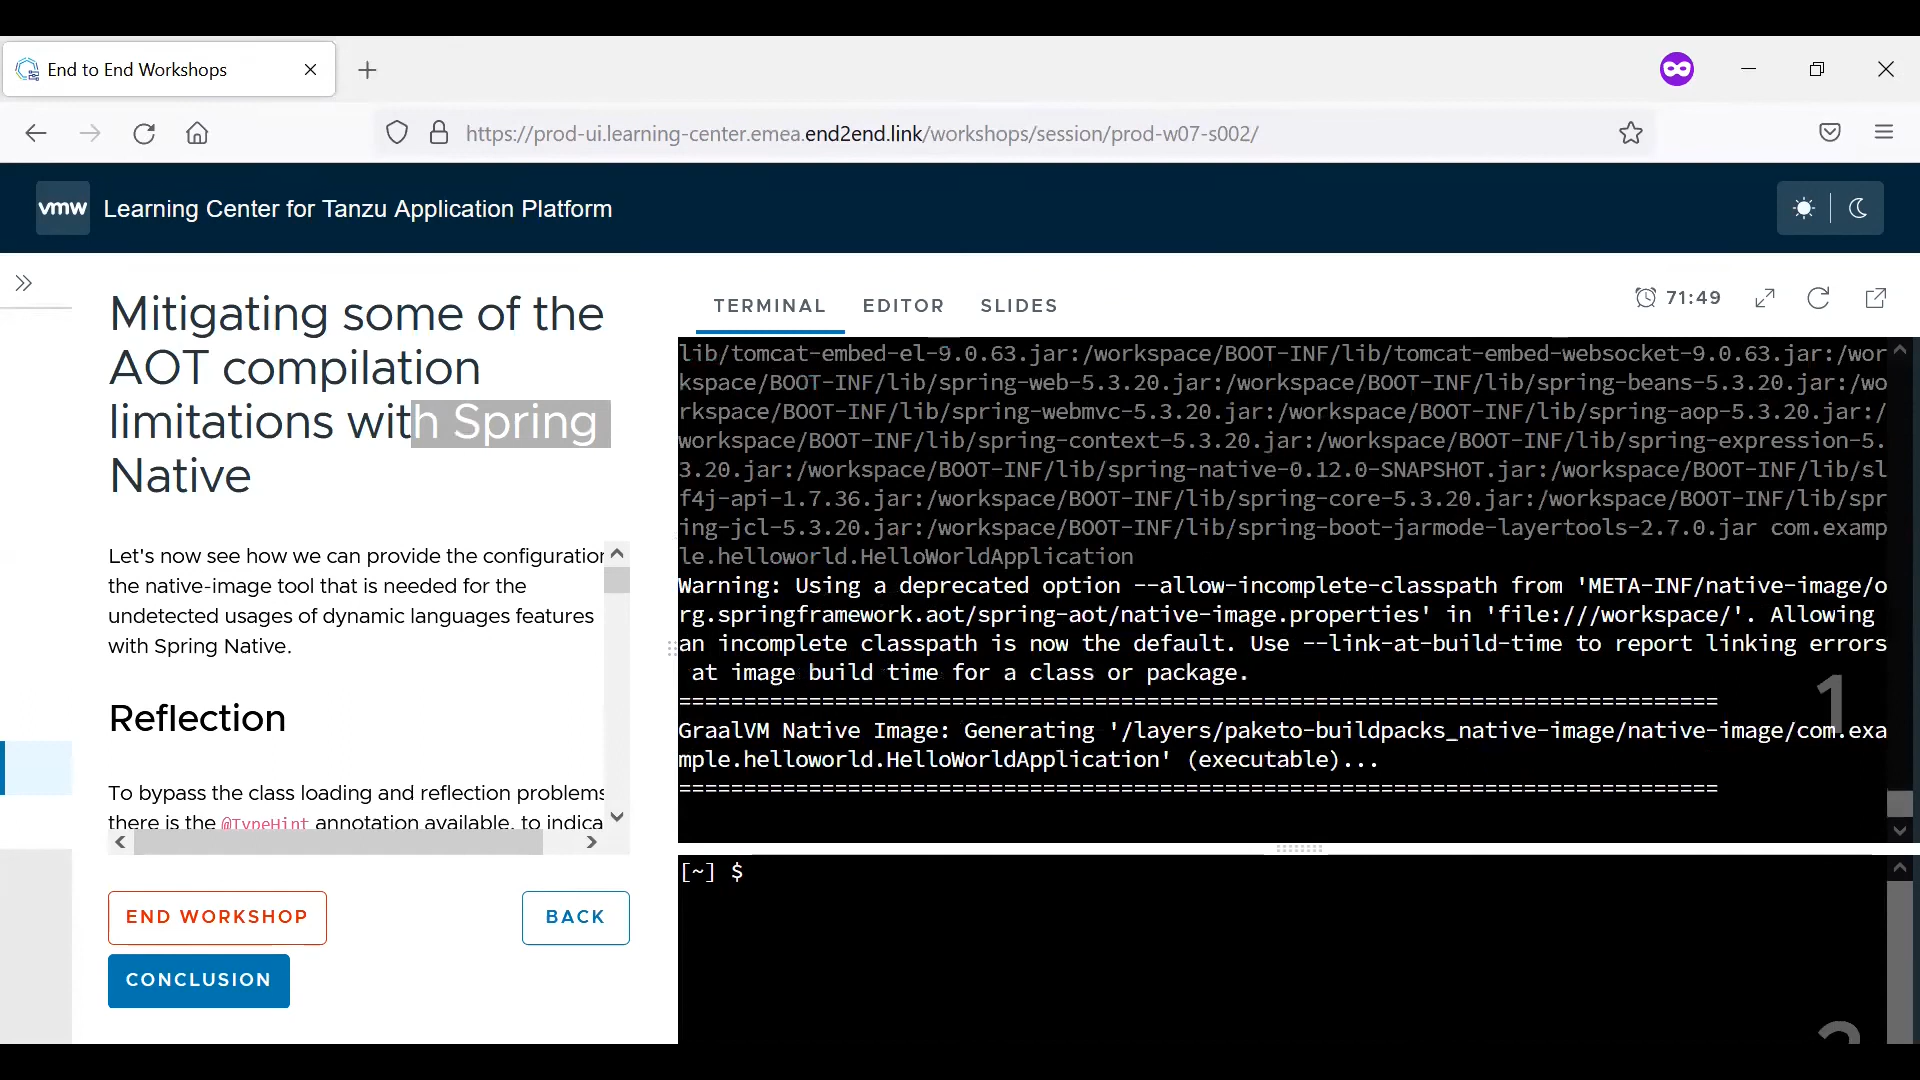 End to End Workshops
https://prod-ui.learning-center.emea.end2end.link/workshops/session/prod-w07-s002/
vmw Learning Center for Tanzu Application Platform
Mitigating some of the
AOT compilation
limitations with Spring
Native
Let's now see how we can provide the configuration
the native-image tool that is needed for the
undetected usages of dynamic languages features
with Spring Native.
Reflection
To bypass the class loading and reflection problems
there is the @TypeHint annotation available, to indica
END WORKSHOP
BACK
CONCLUSION
TERMINAL EDITOR SLIDES
71:49
lib/tomcat-embed-el-9.0.63.jar:/workspace/BOOT-INF/lib/tomcat-embed-websocket-9.0.63.jar:/wor
kspace/BOOT-INF/lib/spring-web-5.3.20.jar:/workspace/BOOT-INF/lib/spring-beans-5.3.20.jar:/wo
rkspace/BOOT-INF/lib/spring-webmvc-5.3.20.jar:/workspace/BOOT-INF/lib/spring-aop-5.3.20.jar:/
workspace/BOOT-INF/lib/spring-context-5.3.20.jar:/workspace/BOOT-INF/lib/spring-expression-5.
3.20.jar:/workspace/BOOT-INF/lib/spring-native-0.12.0-SNAPSHOT.jar:/workspace/BOOT-INF/lib/sl
f4j-api-1.7.36.jar:/workspace/BOOT-INF/lib/spring-core-5.3.20.jar:/workspace/BOOT-INF/lib/spr
ing-jcl-5.3.20.jar:/workspace/BOOT-INF/lib/spring-boot-jarmode-layertools-2.7.0.jar com.examp
le.helloworld.HelloWorldApplication
Warning: Using a deprecated option --allow-incomplete-classpath from 'META-INF/native-image/o
rg.springframework.aot/spring-aot/native-image.properties' in 'file:///workspace/'. Allowing
an incomplete classpath is now the default. Use --link-at-build-time to report linking errors
at image build time for a class or package.
================================================================================
GraalVM Native Image: Generating '/layers/paketo-buildpacks_native-image/native-image/com.exa
mple.helloworld.HelloWorldApplication' (executable)...
================================================================================
1
[~] $
2